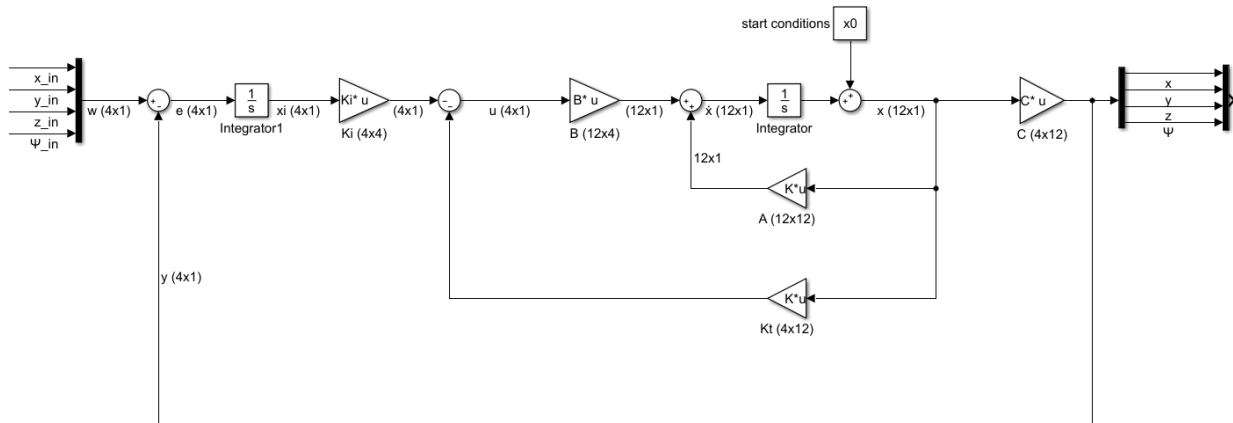 start conditions
x0
x_in
y_in
z_in
Ψ_in
w (4x1)
+
-
e (4x1)
1
s
Integrator1
xi (4x1)
Ki* u
Ki (4x4)
(4x1)
-
-
u (4x1)
B* u
B (12x4)
(12x1)
+
+
ẋ (12x1)
1
s
Integrator
+
+
x (12x1)
C* u
C (4x12)
x
y
z
Ψ
12x1
K*u
A (12x12)
y (4x1)
K*u
Kt (4x12)